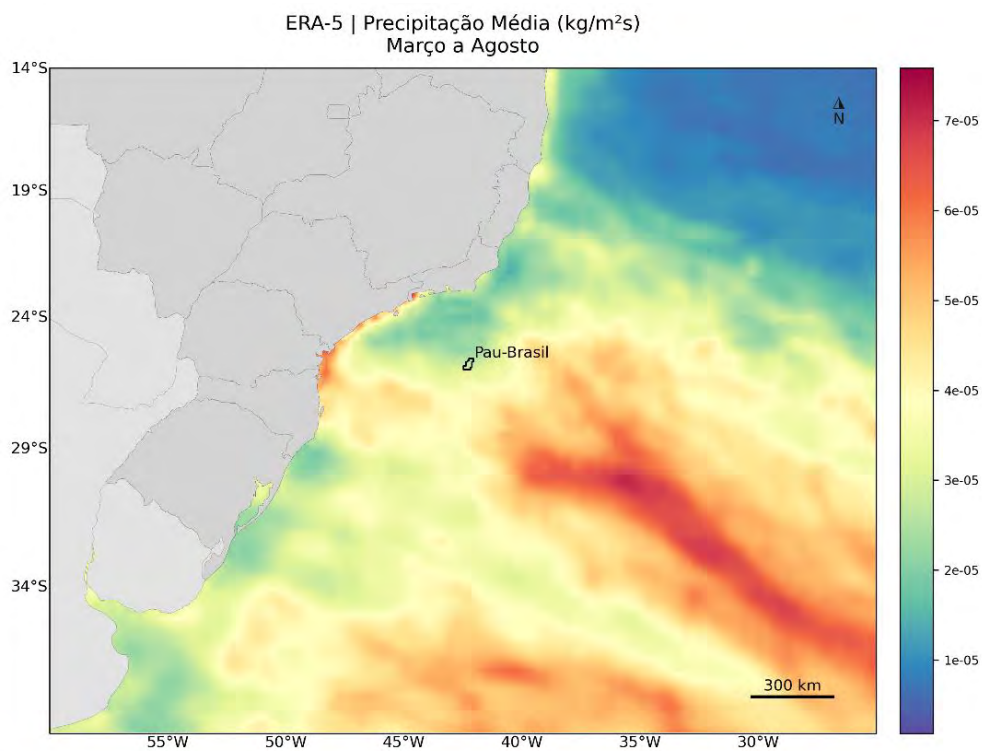 ERA-5 | Precipitação Média (kg/m²s)
Março a Agosto
14°S
19°S
24°S
29°S
34°S
N
Pau-Brasil
300 km
55°W
50°W
45°W
40°W
35°W
30°W
7e-05
6e-05
5e-05
4e-05
3e-05
2e-05
1e-05